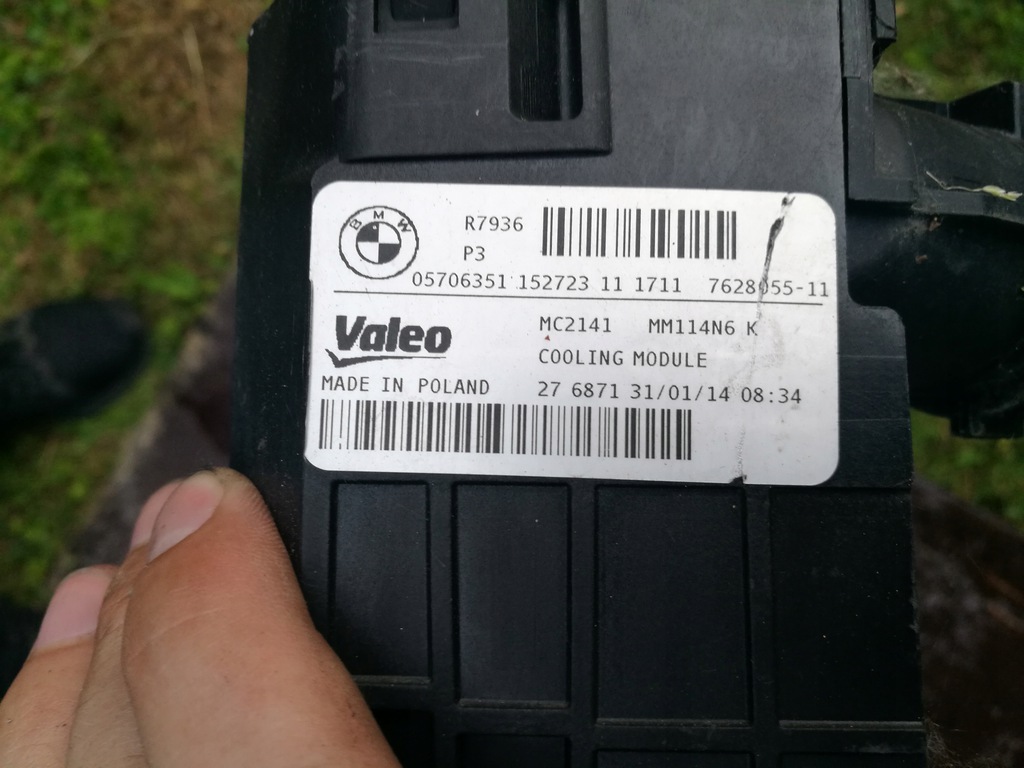 BMW
R7936
P3
05706351 152723 11 1711 7628055-11
Valeo
MC2141 MM114N6 K
COOLING MODULE
MADE IN POLAND
27 6871 31/01/14 08:34